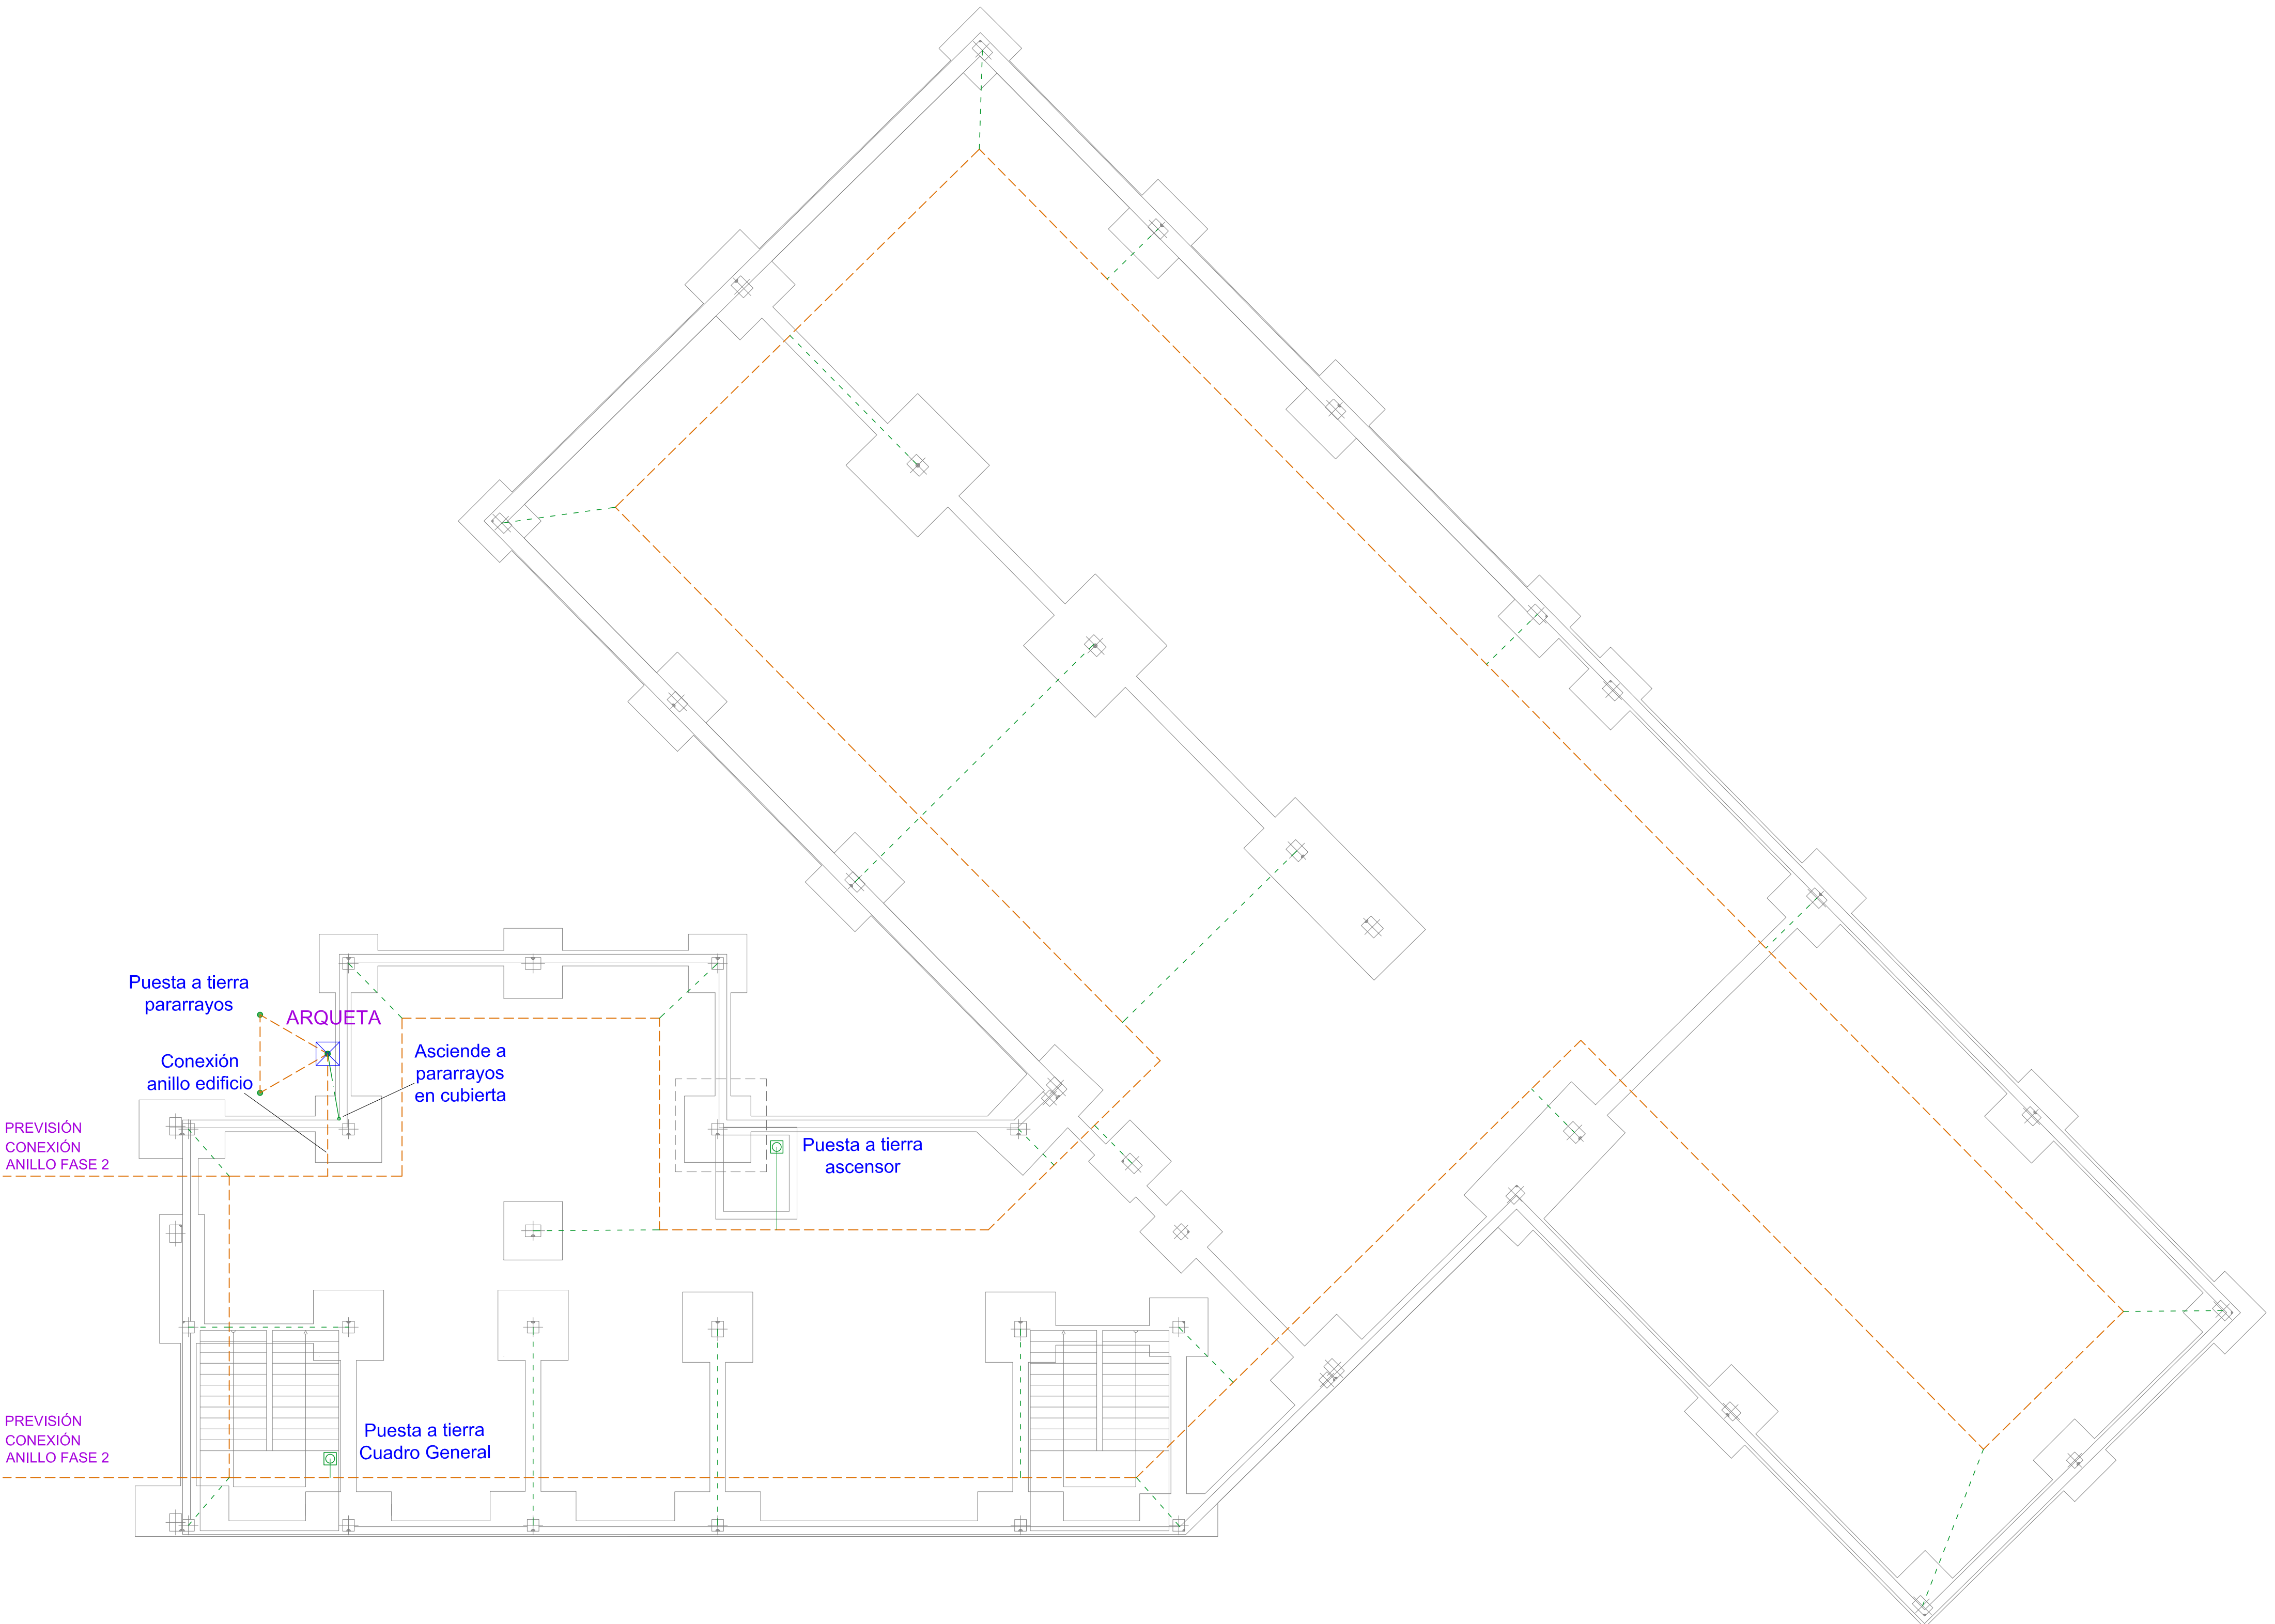 Puesta a tierra
pararrayos
ARQUETA
Conexión
anillo edificio
Asciende a
pararrayos
en cubierta
PREVISIÓN
CONEXIÓN
ANILLO FASE 2
Puesta a tierra
ascensor
PREVISIÓN
CONEXIÓN
ANILLO FASE 2
Puesta a tierra
Cuadro General